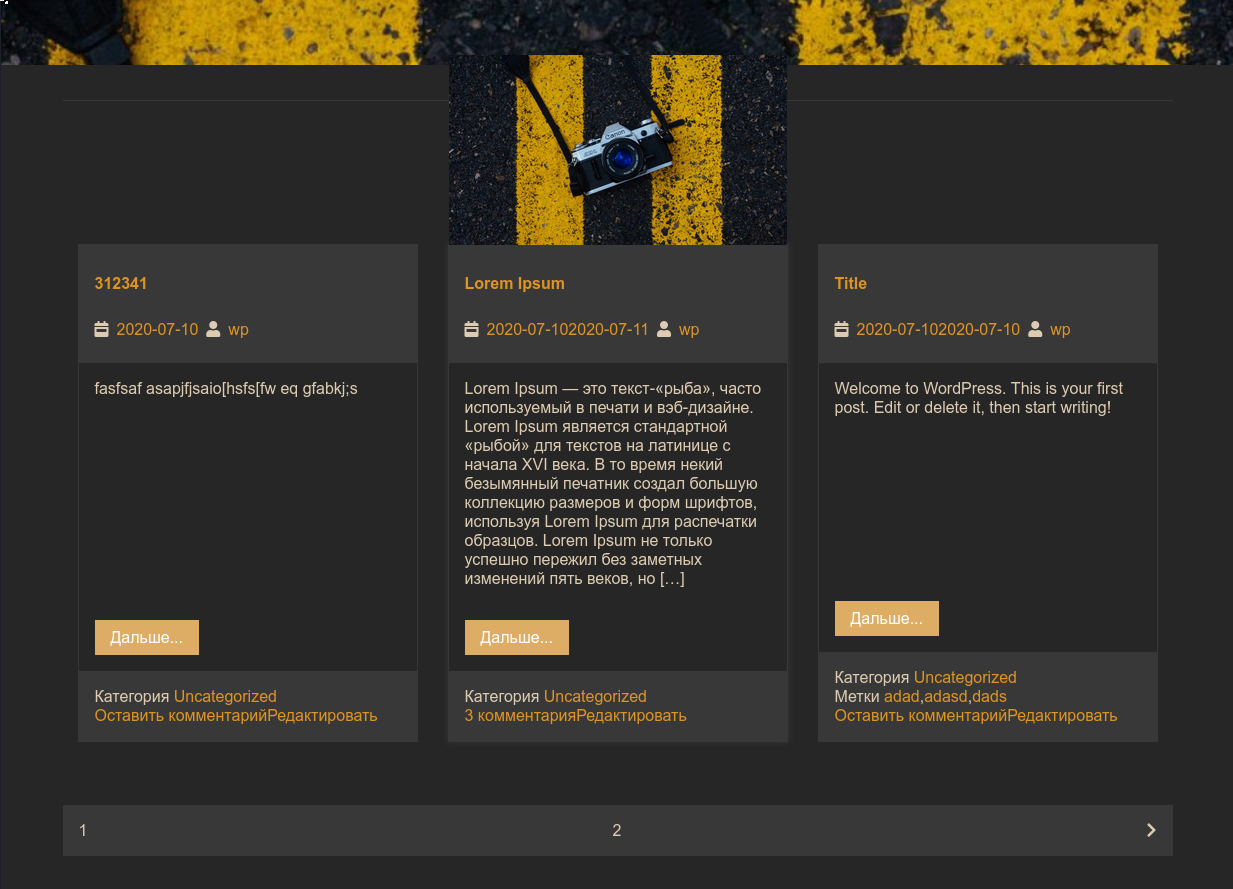 Canon
312341
2020-07-10 wp
fasfsaf asapjfjsaio[hsfs[fw eq gfabkj;s
Дальше...
Категория Uncategorized
Оставить комментарийРедактировать
Lorem Ipsum
2020-07-102020-07-11 wp
Lorem Ipsum — это текст-«рыба», часто
используемый в печати и вэб-дизайне.
Lorem Ipsum является стандартной
«рыбой» для текстов на латинице с
начала XVI века. В то время некий
безымянный печатник создал большую
коллекцию размеров и форм шрифтов,
используя Lorem Ipsum для распечатки
образцов. Lorem Ipsum не только
успешно пережил без заметных
изменений пять веков, но […]
Дальше...
Категория Uncategorized
3 комментарияРедактировать
Title
2020-07-102020-07-10 wp
Welcome to WordPress. This is your first
post. Edit or delete it, then start writing!
Дальше...
Категория Uncategorized
Метки adad,adasd,dads
Оставить комментарийРедактировать
1 2